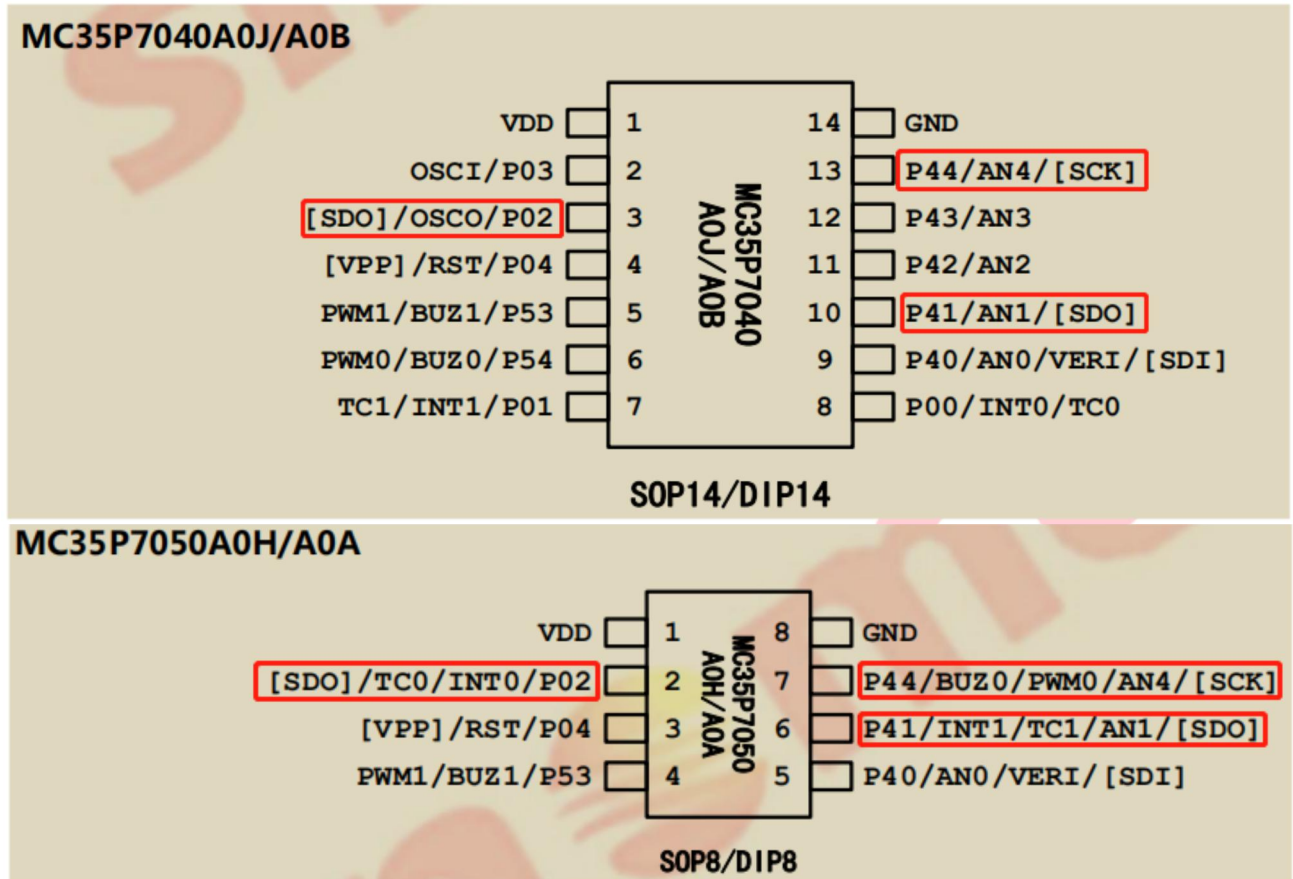 MC35P7040A0J/A0B
VDD 1 14 GND
OSCI/P03 2 13 P44/AN4/[SCK]
[SDO]/OSCO/P02 3 12 P43/AN3
[VPP]/RST/P04 4 11 P42/AN2
PWM1/BUZ1/P53 5 10 P41/AN1/[SDO]
PWM0/BUZ0/P54 6 9 P40/AN0/VERI/[SDI]
TC1/INT1/P01 7 8 P00/INT0/TC0
MC35P7040
A0J/A0B
SOP14/DIP14
MC35P7050A0H/A0A
VDD 1 8 GND
[SDO]/TC0/INT0/P02 2 7 P44/BUZ0/PWM0/AN4/[SCK]
[VPP]/RST/P04 3 6 P41/INT1/TC1/AN1/[SDO]
PWM1/BUZ1/P53 4 5 P40/AN0/VERI/[SDI]
MC35P7050
A0H/A0A
SOP8/DIP8